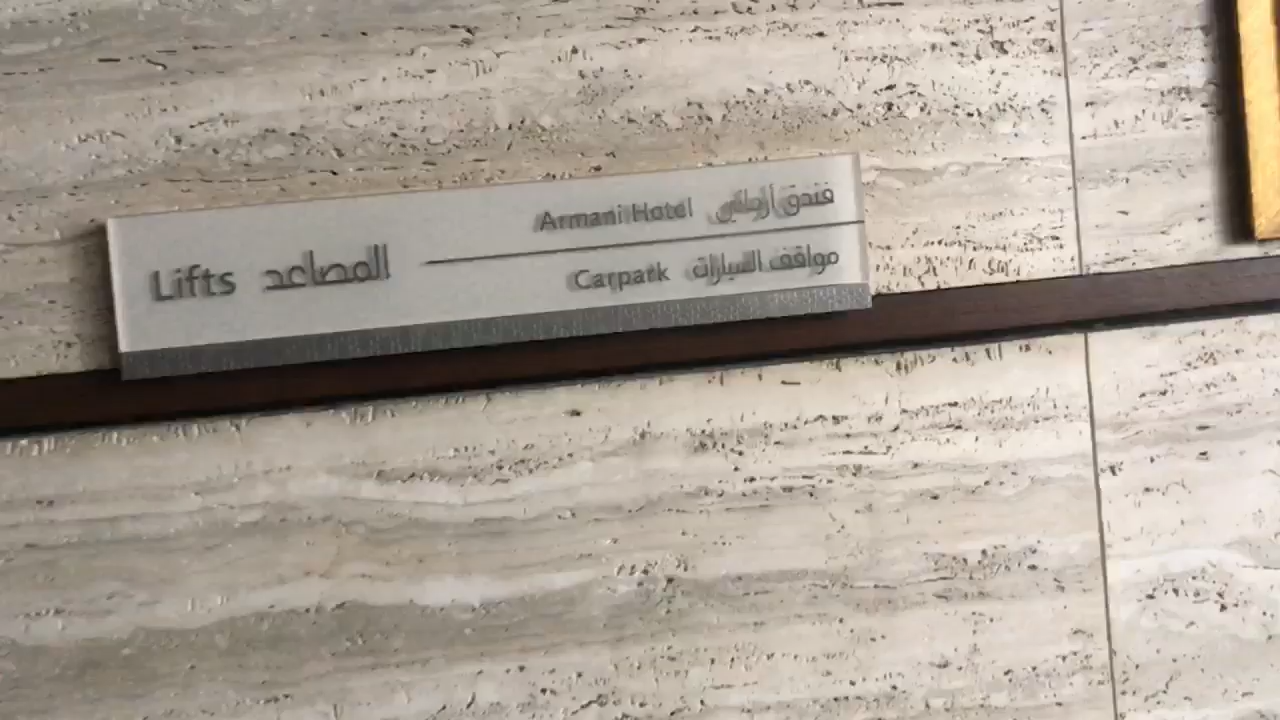 Lifts المصاعد
Armani Hotel فندق أرماني
Carpark مواقف السيارات